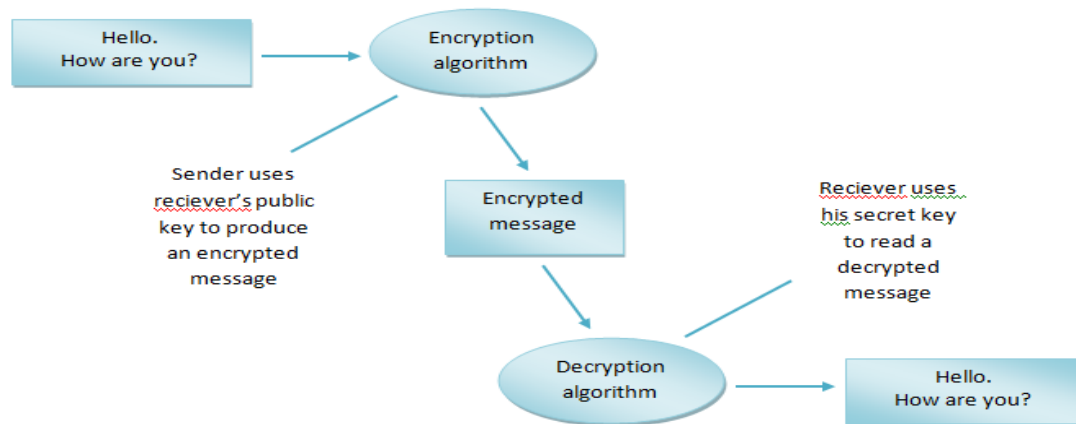 Hello.
How are you?
Encryption
algorithm
Sender uses
reciever's public
key to produce
an encrypted
message
Encrypted
message
Reciever uses
his secret key
to read a
decrypted
message
Decryption
algorithm
Hello.
How are you?